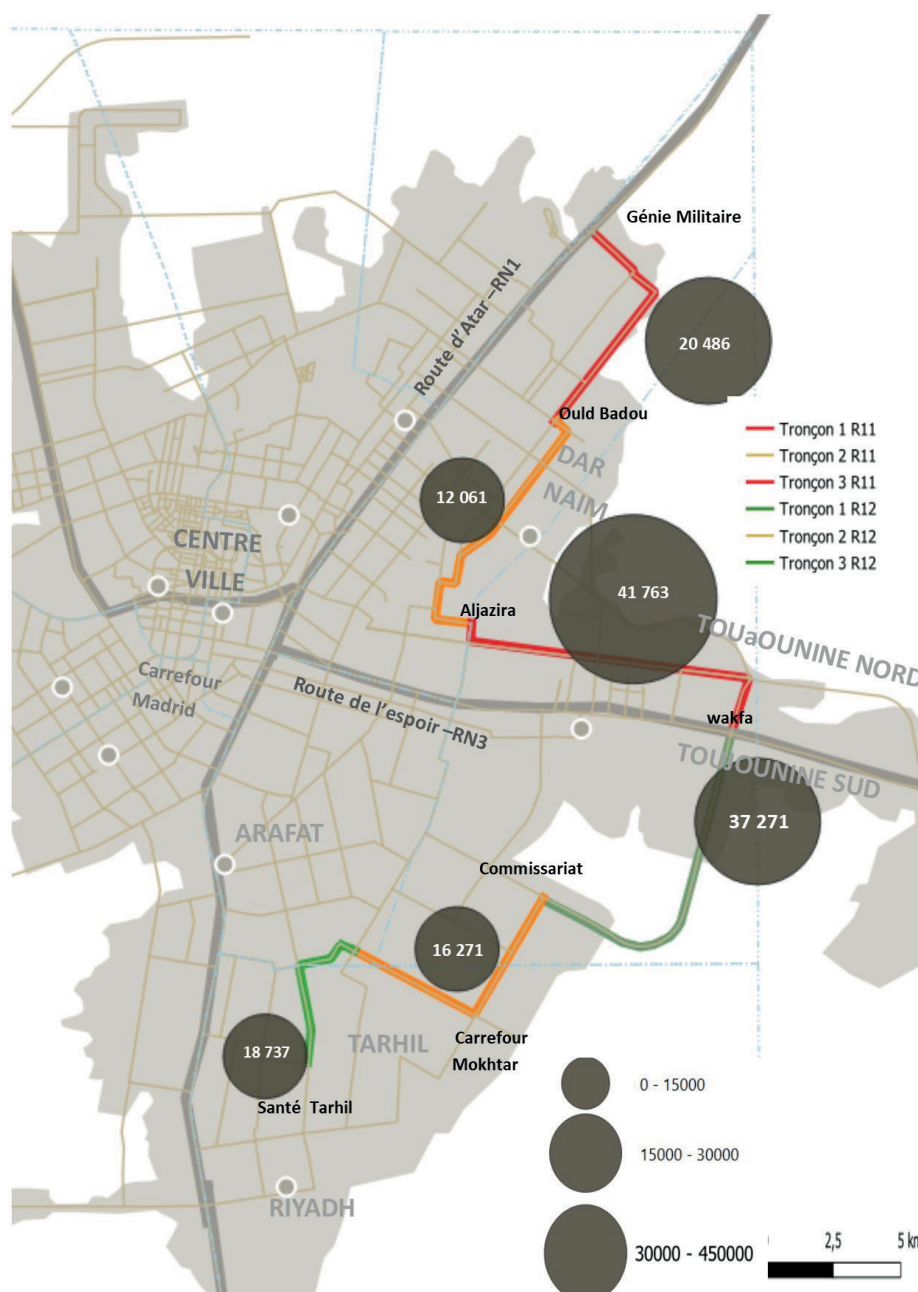 Génie Militaire
Route d'Atar –RN1
20 486
Ould Badou
Tronçon 1 R11
Tronçon 2 R11
Tronçon 3 R11
Tronçon 1 R12
Tronçon 2 R12
Tronçon 3 R12
DAR
NAIM
12 061
CENTRE
VILLE
41 763
Aljazira
TOUaOUNINE NORD
Carrefour
Madrid
Route de l'espoir –RN3
wakfa
TOUJOUNINE SUD
37 271
ARAFAT
Commissariat
16 271
TARHIL
Carrefour
Mokhtar
18 737
Santé Tarhil
RIYADH
0 - 15000
15000 - 30000
30000 - 450000
2,5
5 km